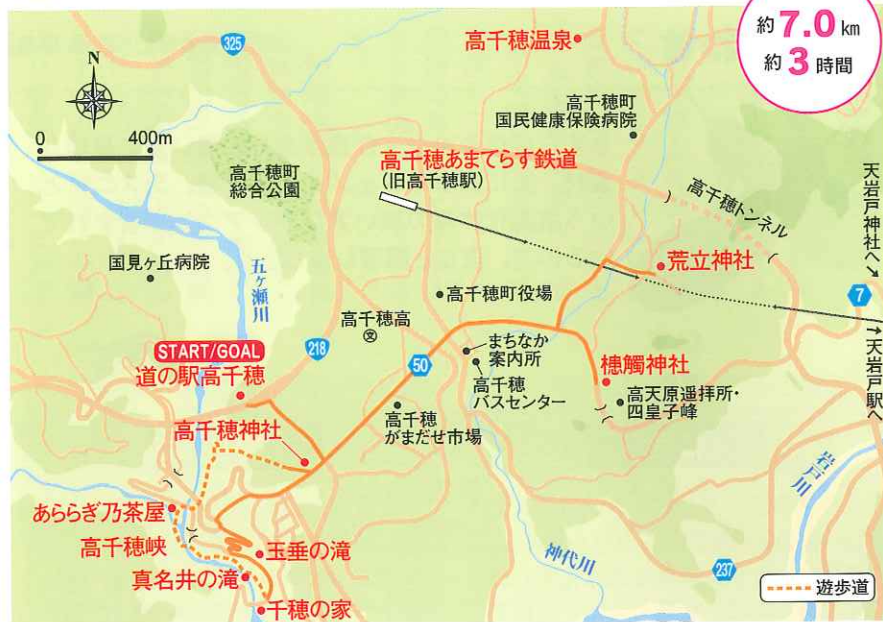 約7.0km
約3時間
325
高千穂温泉
N
0 400m
高千穂町
国民健康保険病院
高千穂町
総合公園
高千穂あまてらす鉄道
(旧高千穂駅)
高千穂トンネル
天岩戸神社へ
国見ヶ丘病院
五ヶ瀬川
荒立神社
高千穂町役場
7
高千穂高
文
START/GOAL
道の駅高千穂
218
50
まちなか
案内所
高千穂
バスセンター
槵觸神社
高天原遥拝所・
四皇子峰
天岩戸駅へ
高千穂神社
高千穂
がまだせ市場
岩戸川
あららぎ乃茶屋
高千穂峡
玉垂の滝
真名井の滝
神代川
237
千穂の家
遊歩道